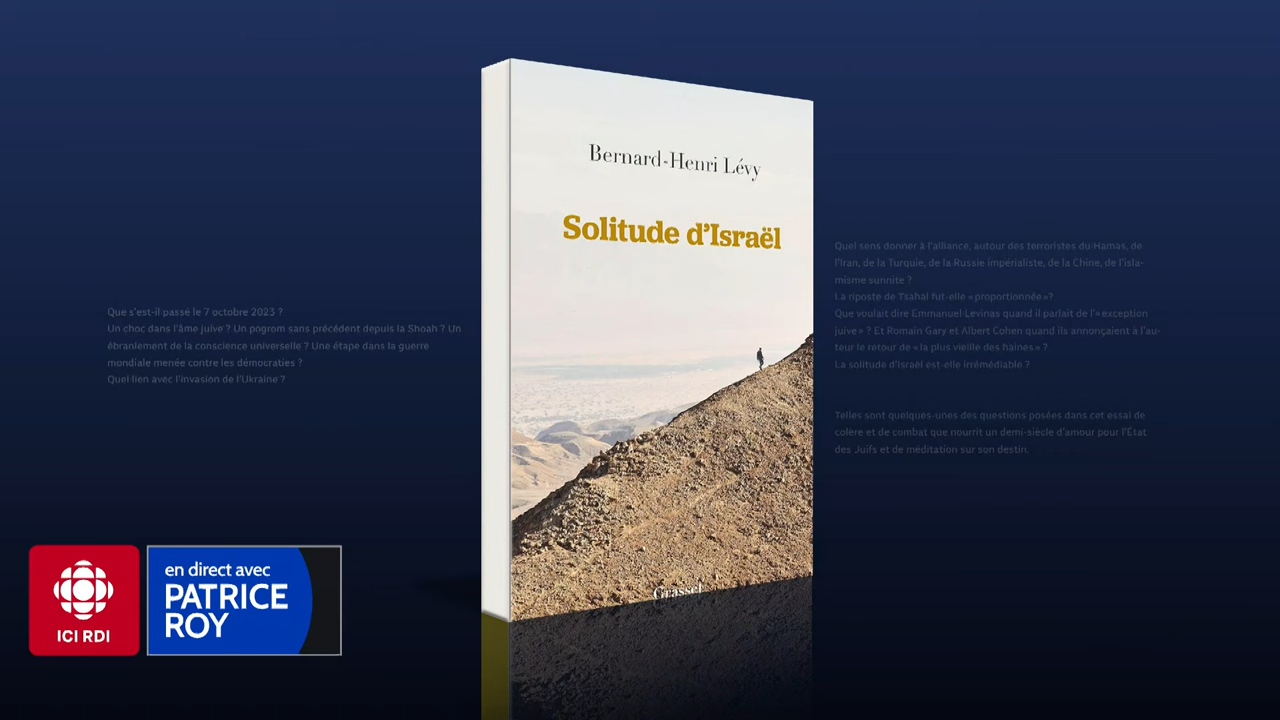 Bernard-Henri Lévy
Solitude d'Israël
Grasset
Que s'est-il passé le 7 octobre 2023 ?
Un choc dans l'âme juive ? Un pogrom sans précédent depuis la Shoah ? Un
ébranlement de la conscience universelle ? Une étape dans la guerre
mondiale menée contre les démocraties ?
Quel lien avec l'invasion de l'Ukraine ?
Quel sens donner à l'alliance, autour des terroristes du Hamas, de
l'Iran, de la Turquie, de la Russie impérialiste, de la Chine, de l'isla-
misme sunnite ?
La riposte de Tsahal fut-elle « proportionnée » ?
Que voulait dire Emmanuel Levinas quand il parlait de l'« exception
juive » ? Et Romain Gary et Albert Cohen quand ils annonçaient à l'au-
teur le retour de « la plus vieille des haines » ?
La solitude d'Israël est-elle irrémédiable ?
Telles sont quelques-unes des questions posées dans cet essai de
colère et de combat que nourrit un demi-siècle d'amour pour l'État
des Juifs et de méditation sur son destin.
ICI RDI
en direct avec
PATRICE
ROY